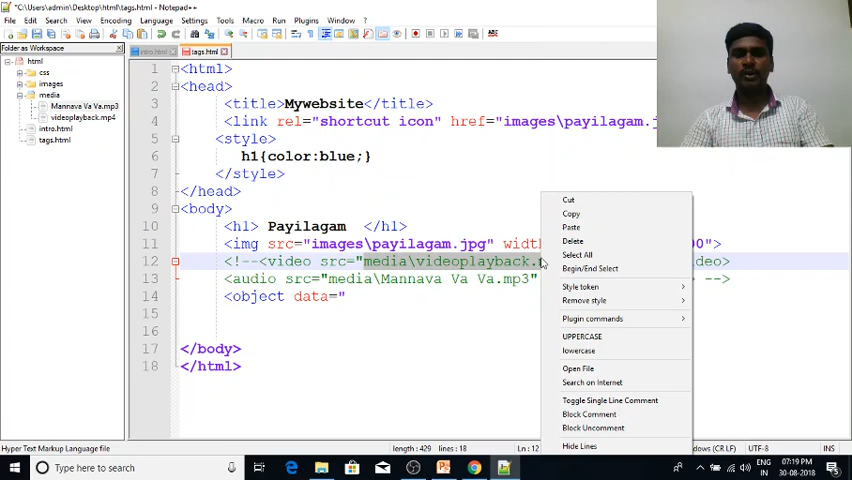 *C:\Users\admin\Desktop\html\tags.html - Notepad++
File Edit Search View Encoding Language Settings Tools Macro Run Plugins Window ?
Folder as Workspace
intro.html
tags.html
html
css
images
media
Mannava Va Va.mp3
videoplayback.mp4
intro.html
tags.html
1 <html>
2 <head>
3 <title>Mywebsite</title>
4 <link rel="shortcut icon" href="images\payilagam.j
5 <style>
6 h1{color:blue;}
7 </style>
8 </head>
9 <body>
10 <h1> Payilagam </h1>
11 <img src="images\payilagam.jpg" width 00">
12 <!--<video src="media\videoplayback. deo>
13 <audio src="media\Mannava Va Va.mp3" -->
14 <object data="
15
16
17 </body>
18 </html>
Cut
Copy
Paste
Delete
Select All
Begin/End Select
Style token
Remove style
Plugin commands
UPPERCASE
lowercase
Open File
Search on Internet
Toggle Single Line Comment
Block Comment
Block Uncomment
Hide Lines
Hyper Text Markup Language file
length : 429 lines : 18
Ln : 12
dows (CR LF)
UTF-8
INS
Type here to search
ENG
IN
07:19 PM
30-08-2018